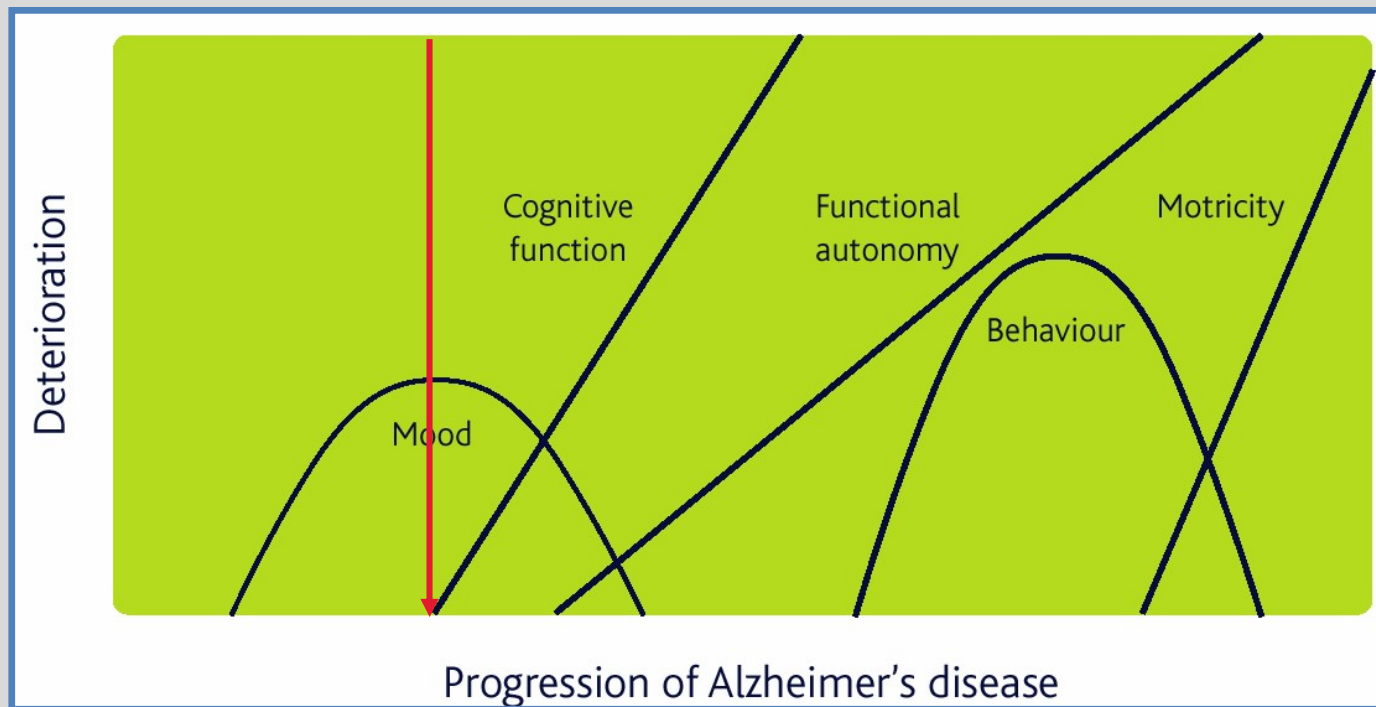 Deterioration
Cognitive
function
Functional
autonomy
Motricity
Behaviour
Mood
Progression of Alzheimer’s disease